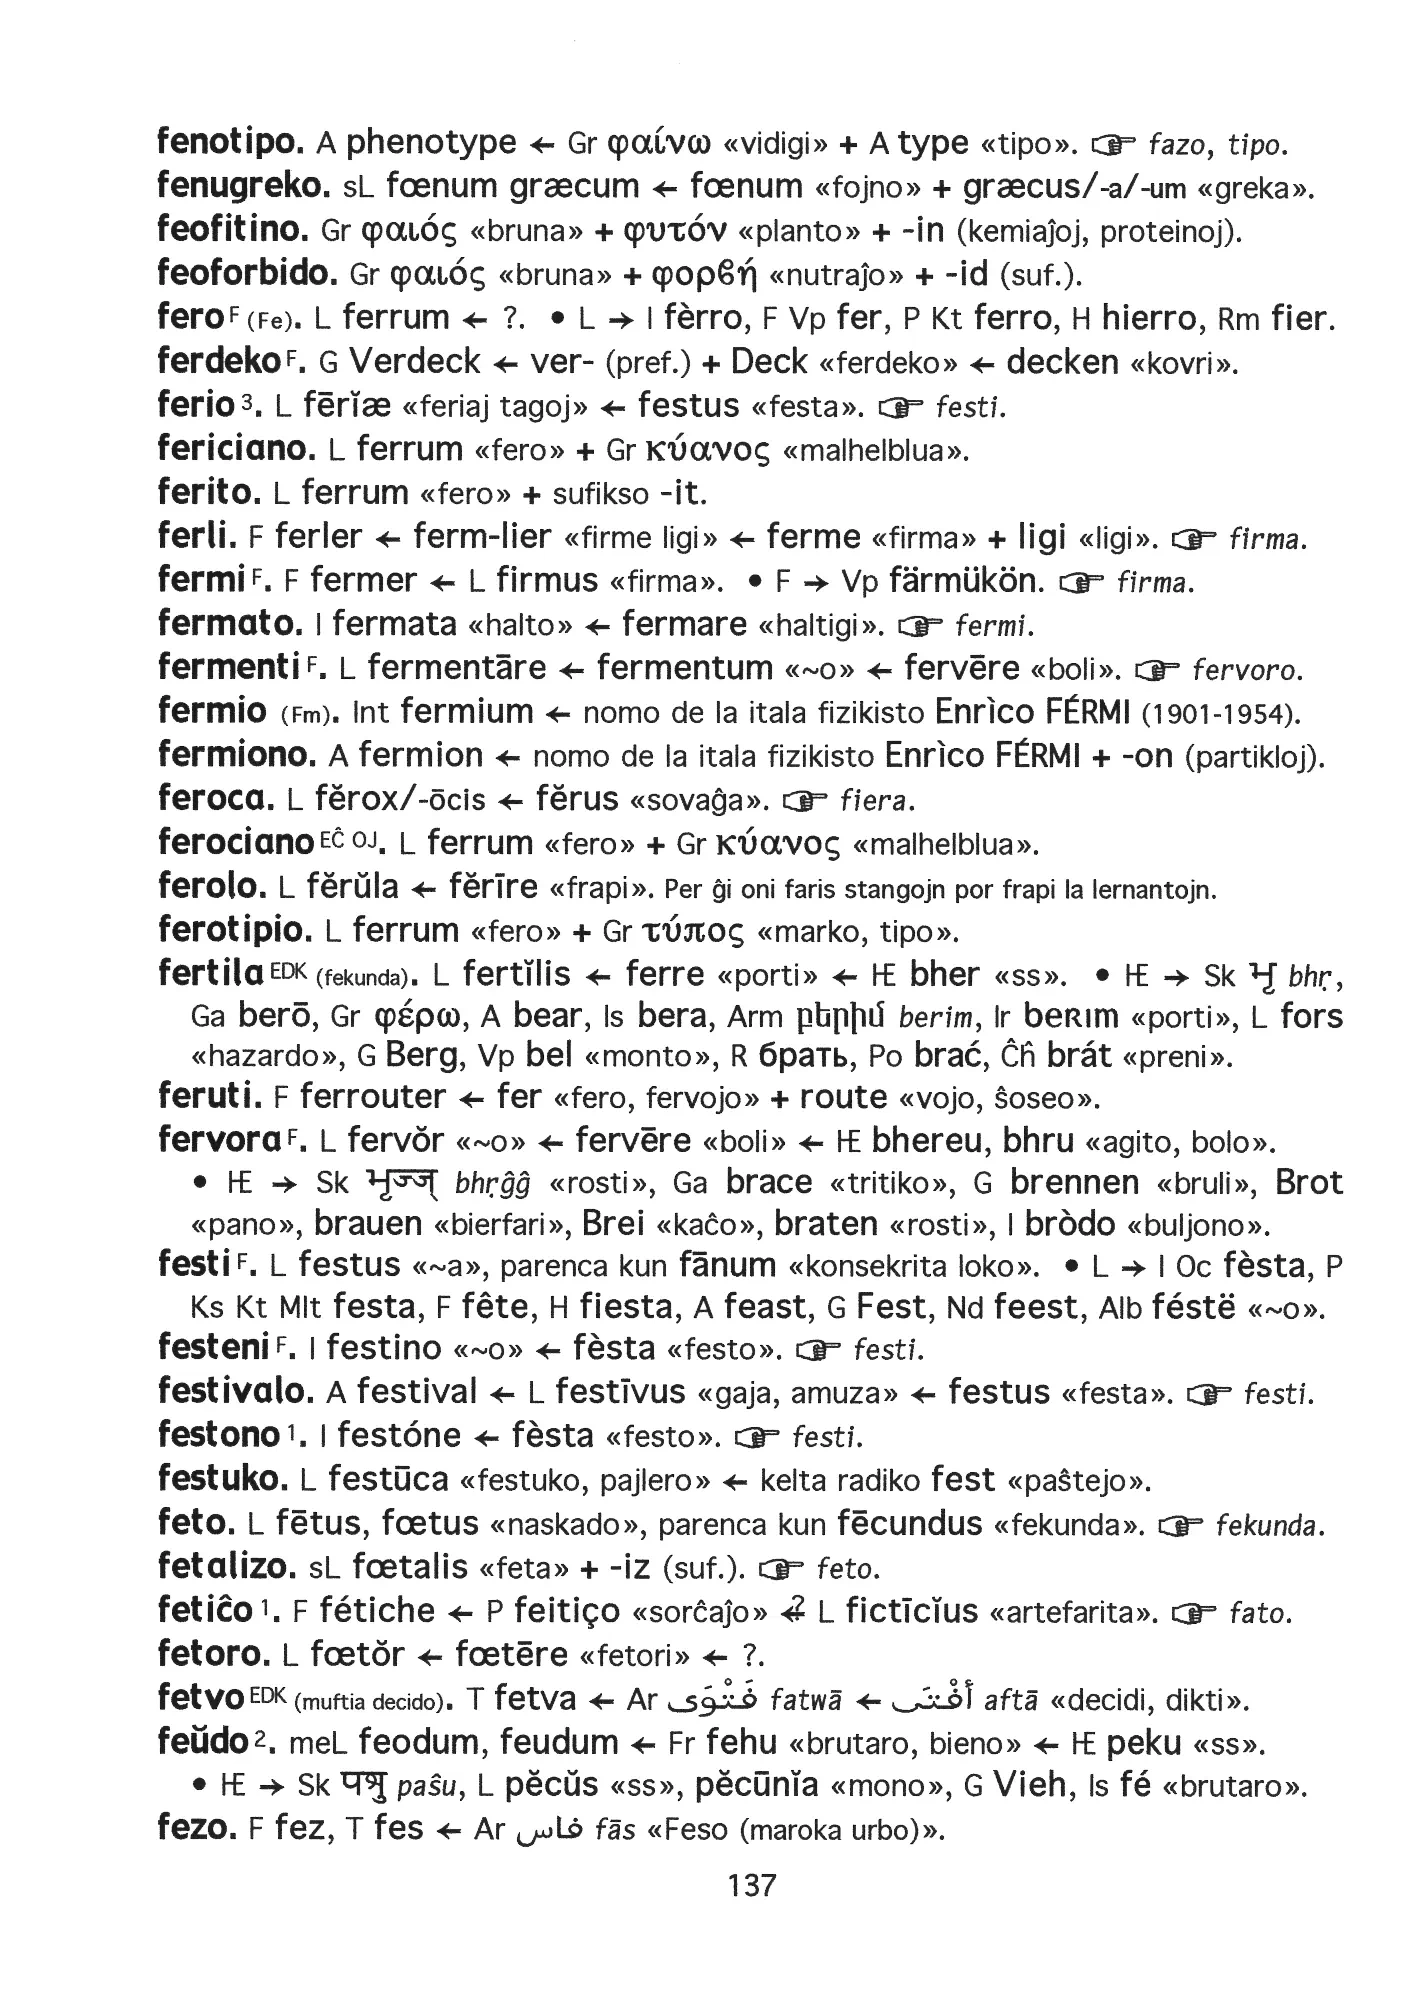 fenotipo. A phenotype ← Gr φαίνω «vidigi» + A type «tipo». ☞ fazo, tipo.
fenugreko. sL fœnum græcum ← fœnum «fojno» + græcus/-a/-um «greka».
feofitino. Gr φαιός «bruna» + φυτόν «planto» + -in (kemiaĵoj, proteinoj).
feoforbido. Gr φαιός «bruna» + φορβή «nutraĵo» + -id (suf.).
fero F (Fe). L ferrum ← ?. • L → I fèrro, F Vp fer, P Kt ferro, H hierro, Rm fier.
ferdeko F. G Verdeck ← ver- (pref.) + Deck «ferdeko» ← decken «kovri».
ferio 3. L fērĭæ «feriaj tagoj» ← festus «festa». ☞ festi.
fericiano. L ferrum «fero» + Gr κύανος «malhelblua».
ferito. L ferrum «fero» + sufikso -it.
ferli. F ferler ← ferm-lier «firme ligi» ← ferme «firma» + ligi «ligi». ☞ firma.
fermi F. F fermer ← L firmus «firma». • F → Vp färmükön. ☞ firma.
fermato. I fermata «halto» ← fermare «haltigi». ☞ fermi.
fermenti F. L fermentāre ← fermentum «~o» ← fervēre «boli». ☞ fervoro.
fermio (Fm). Int fermium ← nomo de la itala fizikisto Enrìco FÉRMI (1901-1954).
fermiono. A fermion ← nomo de la itala fizikisto Enrìco FÉRMI + -on (partikloj).
feroca. L fĕrox/-ōcis ← fĕrus «sovaĝa». ☞ fiera.
ferociano EĈ OJ. L ferrum «fero» + Gr κύανος «malhelblua».
ferolo. L fĕrŭla ← fĕrīre «frapi». Per ĝi oni faris stangojn por frapi la lernantojn.
ferotipio. L ferrum «fero» + Gr τύπος «marko, tipo».
fertila EDK (fekunda). L fertĭlis ← ferre «porti» ← IE bher «ss». • IE → Sk भृ bhṛ,
Ga berō, Gr φέρω, A bear, Is bera, Arm բերիմ berim, Ir beʀım «porti», L fors
«hazardo», G Berg, Vp bel «monto», R брать, Po brać, Ĉĥ brát «preni».
feruti. F ferrouter ← fer «fero, fervojo» + route «vojo, ŝoseo».
fervora F. L fervŏr «~o» ← fervēre «boli» ← IE bhereu, bhru «agito, bolo».
• IE → Sk भृज्ज् bhṛĝĝ «rosti», Ga brace «tritiko», G brennen «bruli», Brot
«pano», brauen «bierfari», Brei «kaĉo», braten «rosti», I bròdo «buljono».
festi F. L festus «~a», parenca kun fānum «konsekrita loko». • L → I Oc fèsta, P
Ks Kt Mlt festa, F fête, H fiesta, A feast, G Fest, Nd feest, Alb féstë «~o».
festeni F. I festino «~o» ← fèsta «festo». ☞ festi.
festivalo. A festival ← L festīvus «gaja, amuza» ← festus «festa». ☞ festi.
festono 1. I festóne ← fèsta «festo». ☞ festi.
festuko. L festūca «festuko, pajlero» ← kelta radiko fest «paŝtejo».
feto. L fētus, fœtus «naskado», parenca kun fēcundus «fekunda». ☞ fekunda.
fetalizo. sL fœtalis «feta» + -iz (suf.). ☞ feto.
fetiĉo 1. F fétiche ← P feitiço «sorĉaĵo» ←? L fictīcĭus «artefarita». ☞ fato.
fetoro. L fœtŏr ← fœtēre «fetori» ← ?.
fetvo EDK (muftia decido). T fetva ← Ar فَتْوَى fatwā ← أَفْتَى aftā «decidi, dikti».
feŭdo 2. meL feodum, feudum ← Fr fehu «brutaro, bieno» ← IE peku «ss».
• IE → Sk पशु paŝu, L pĕcŭs «ss», pĕcūnĭa «mono», G Vieh, Is fé «brutaro».
fezo. F fez, T fes ← Ar فاس fās «Feso (maroka urbo)».
137